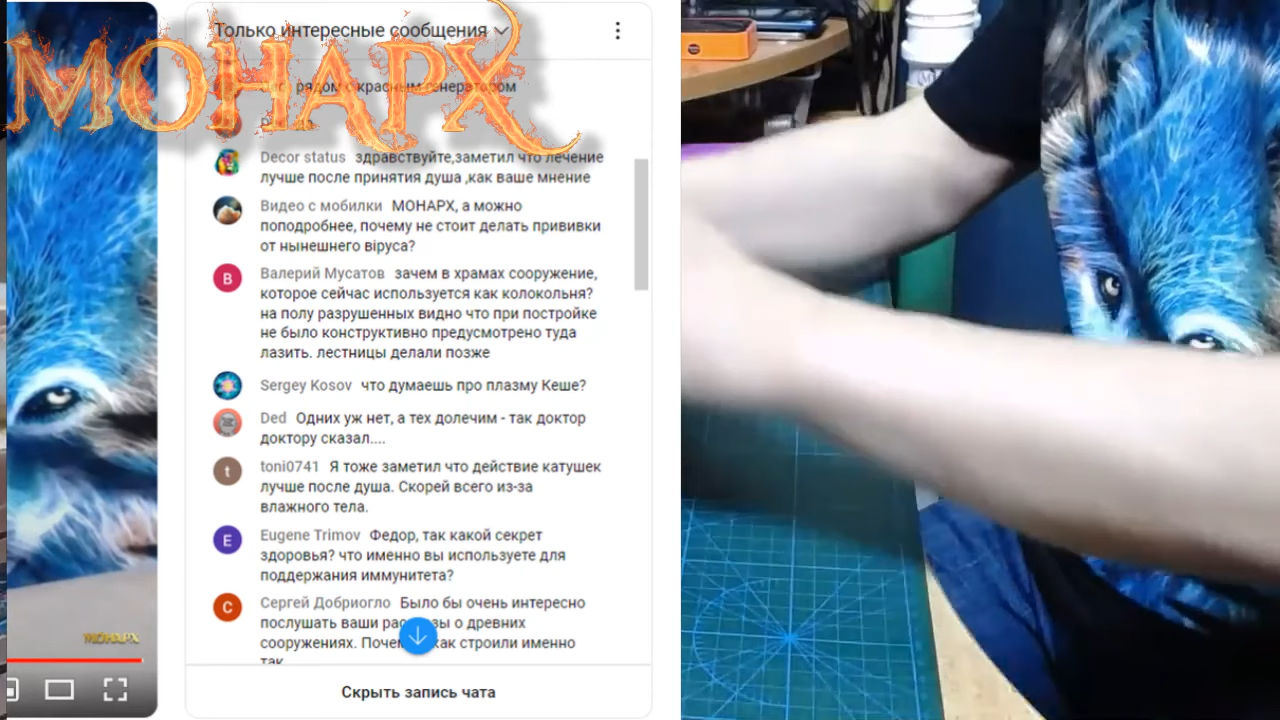 МОНАРХ
Только интересные сообщения
рядом с красным генератором
Decor status здравствуйте,заметил что лечение
лучше после принятия душа ,как ваше мнение
Видео с мобилки МОНАРХ, а можно
поподробнее, почему не стоит делать прививки
от нынешнего віруса?
В
Валерий Мусатов зачем в храмах сооружение,
которое сейчас используется как колокольня?
на полу разрушенных видно что при постройке
не было конструктивно предусмотрено туда
лазить. лестницы делали позже
Sergey Kosov что думаешь про плазму Кеше?
Ded Одних уж нет, а тех долечим - так доктор
доктору сказал....
t
toni0741 Я тоже заметил что действие катушек
лучше после душа. Скорей всего из-за
влажного тела.
E
Eugene Trimov Федор, так какой секрет
здоровья? что именно вы используете для
поддержания иммунитета?
С
Сергей Добриогло Было бы очень интересно
послушать ваши о древних
сооружениях. как строили именно
так
МОНАРХ
Скрыть запись чата